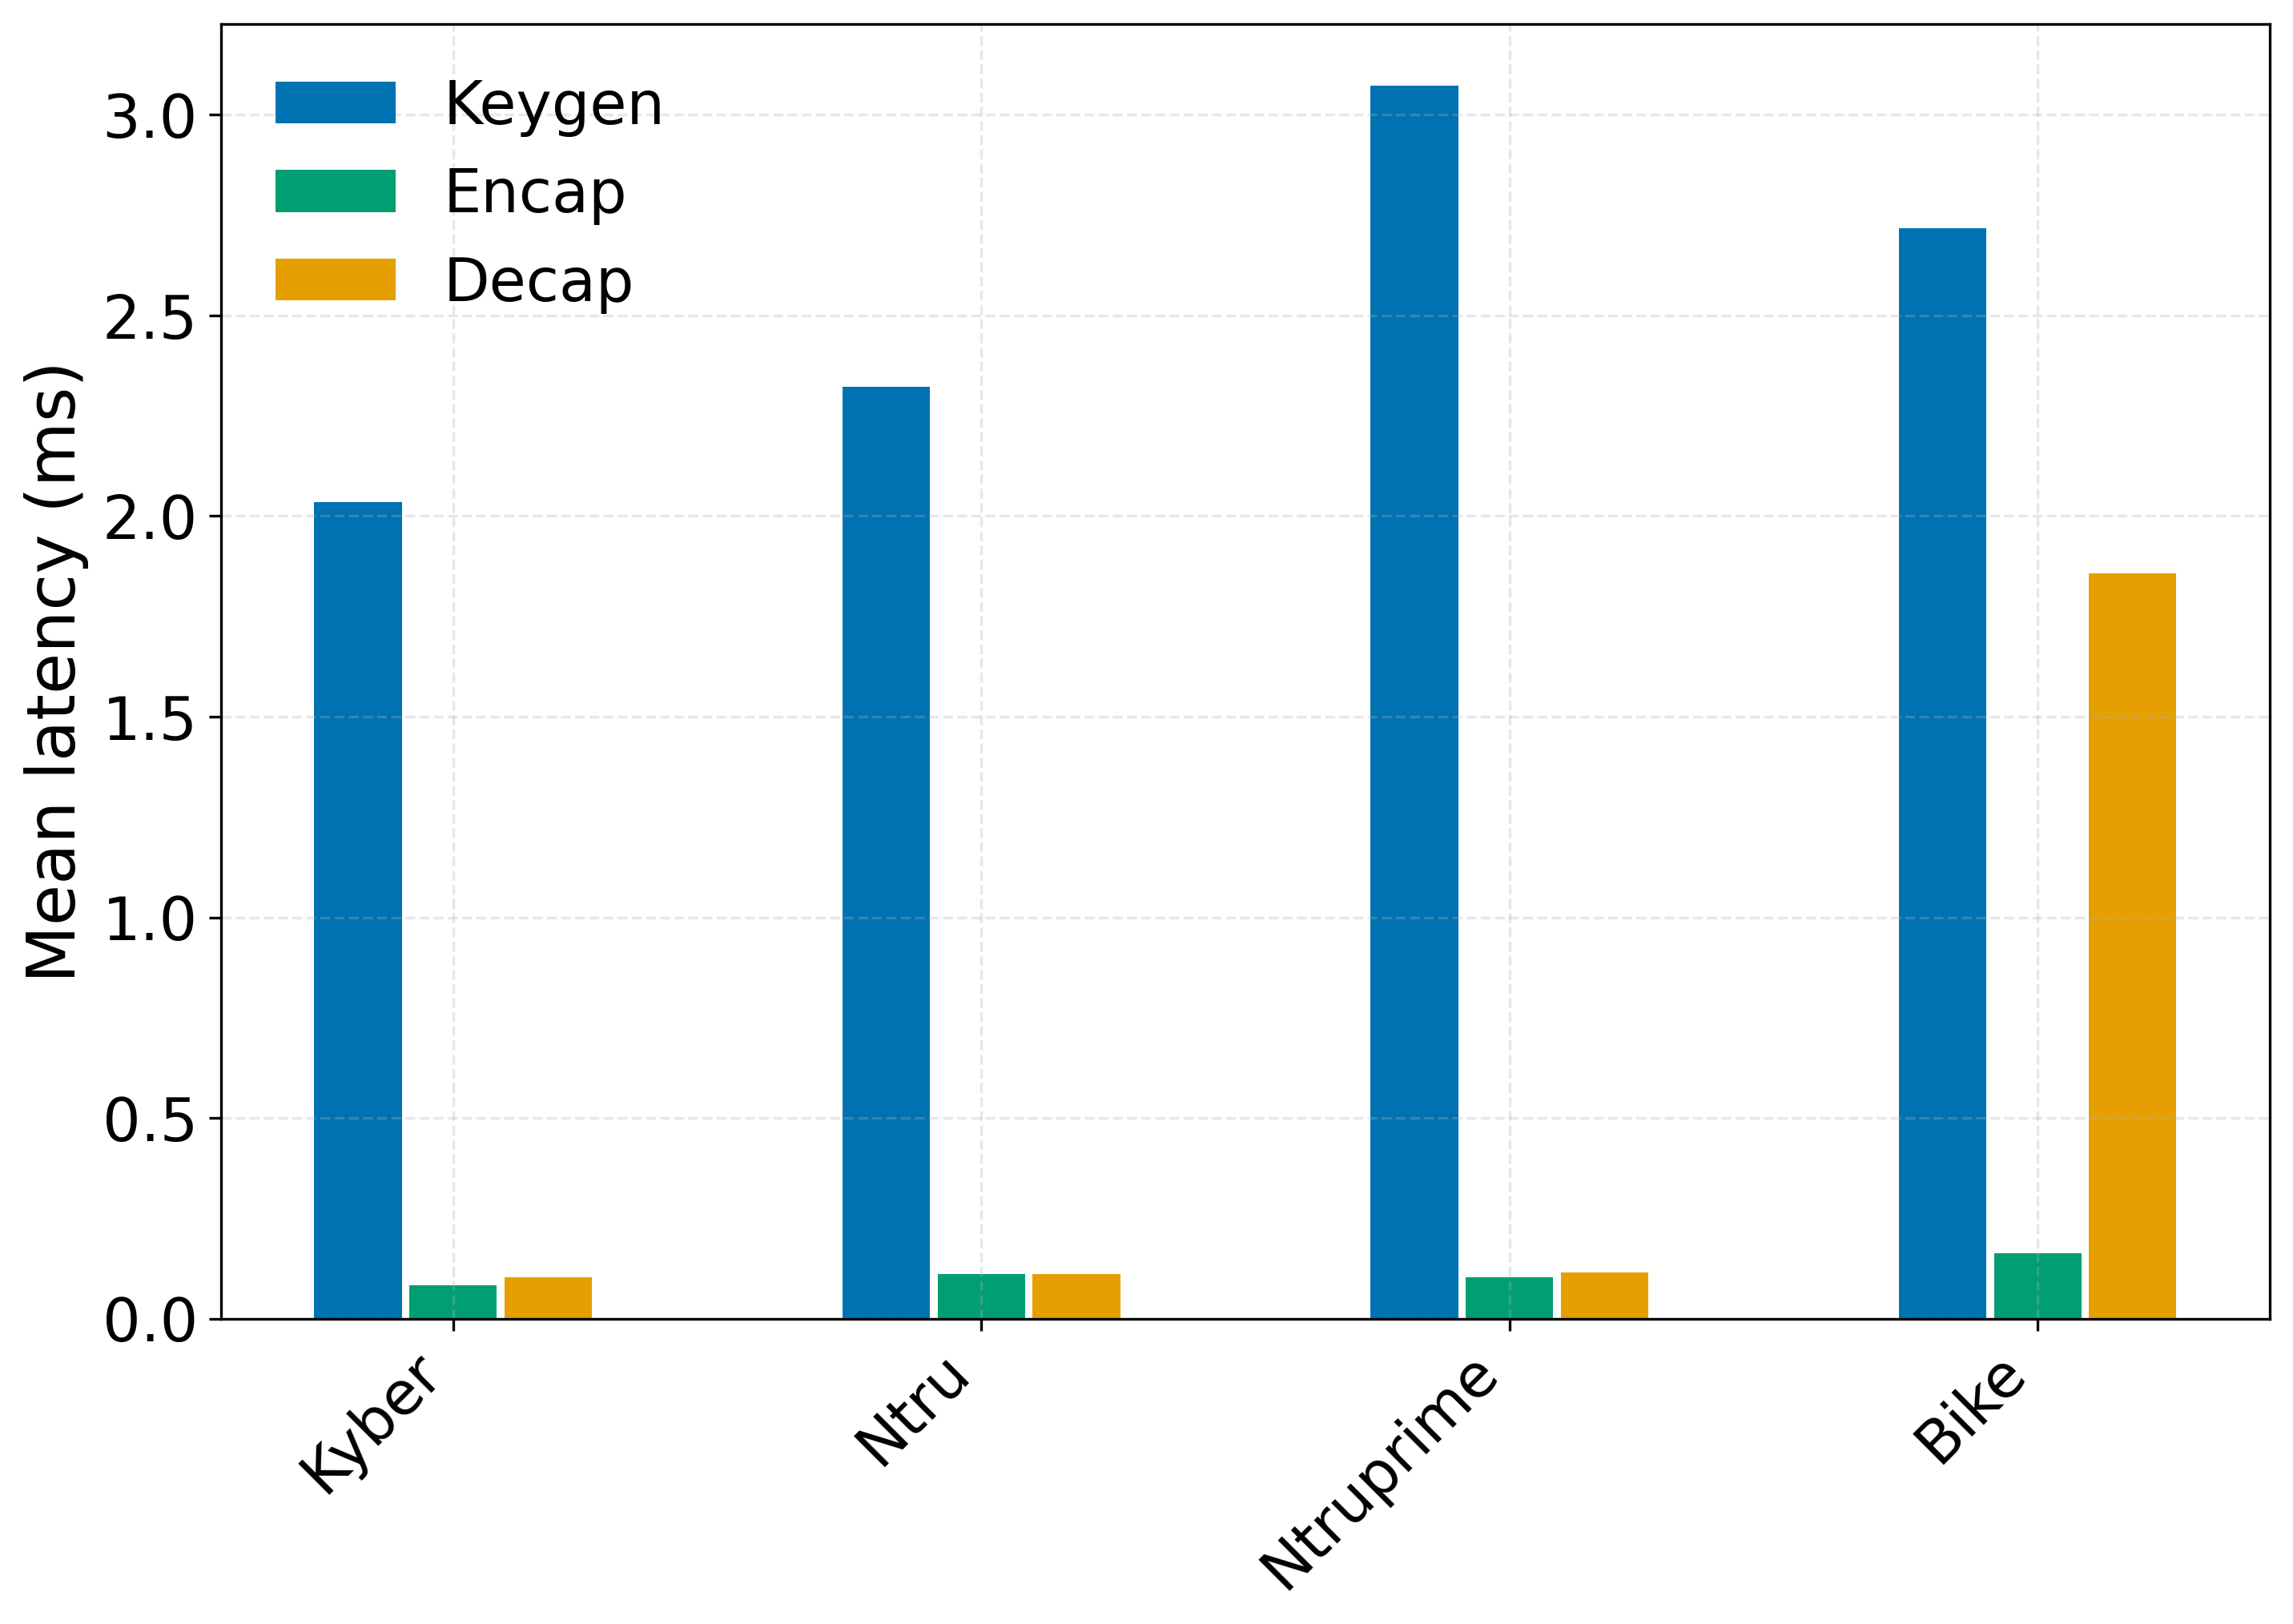 Keygen
Encap
Decap
Mean latency (ms)
3.0
2.5
2.0
1.5
1.0
0.5
0.0
Kyber
Ntru
Ntruprime
Bike